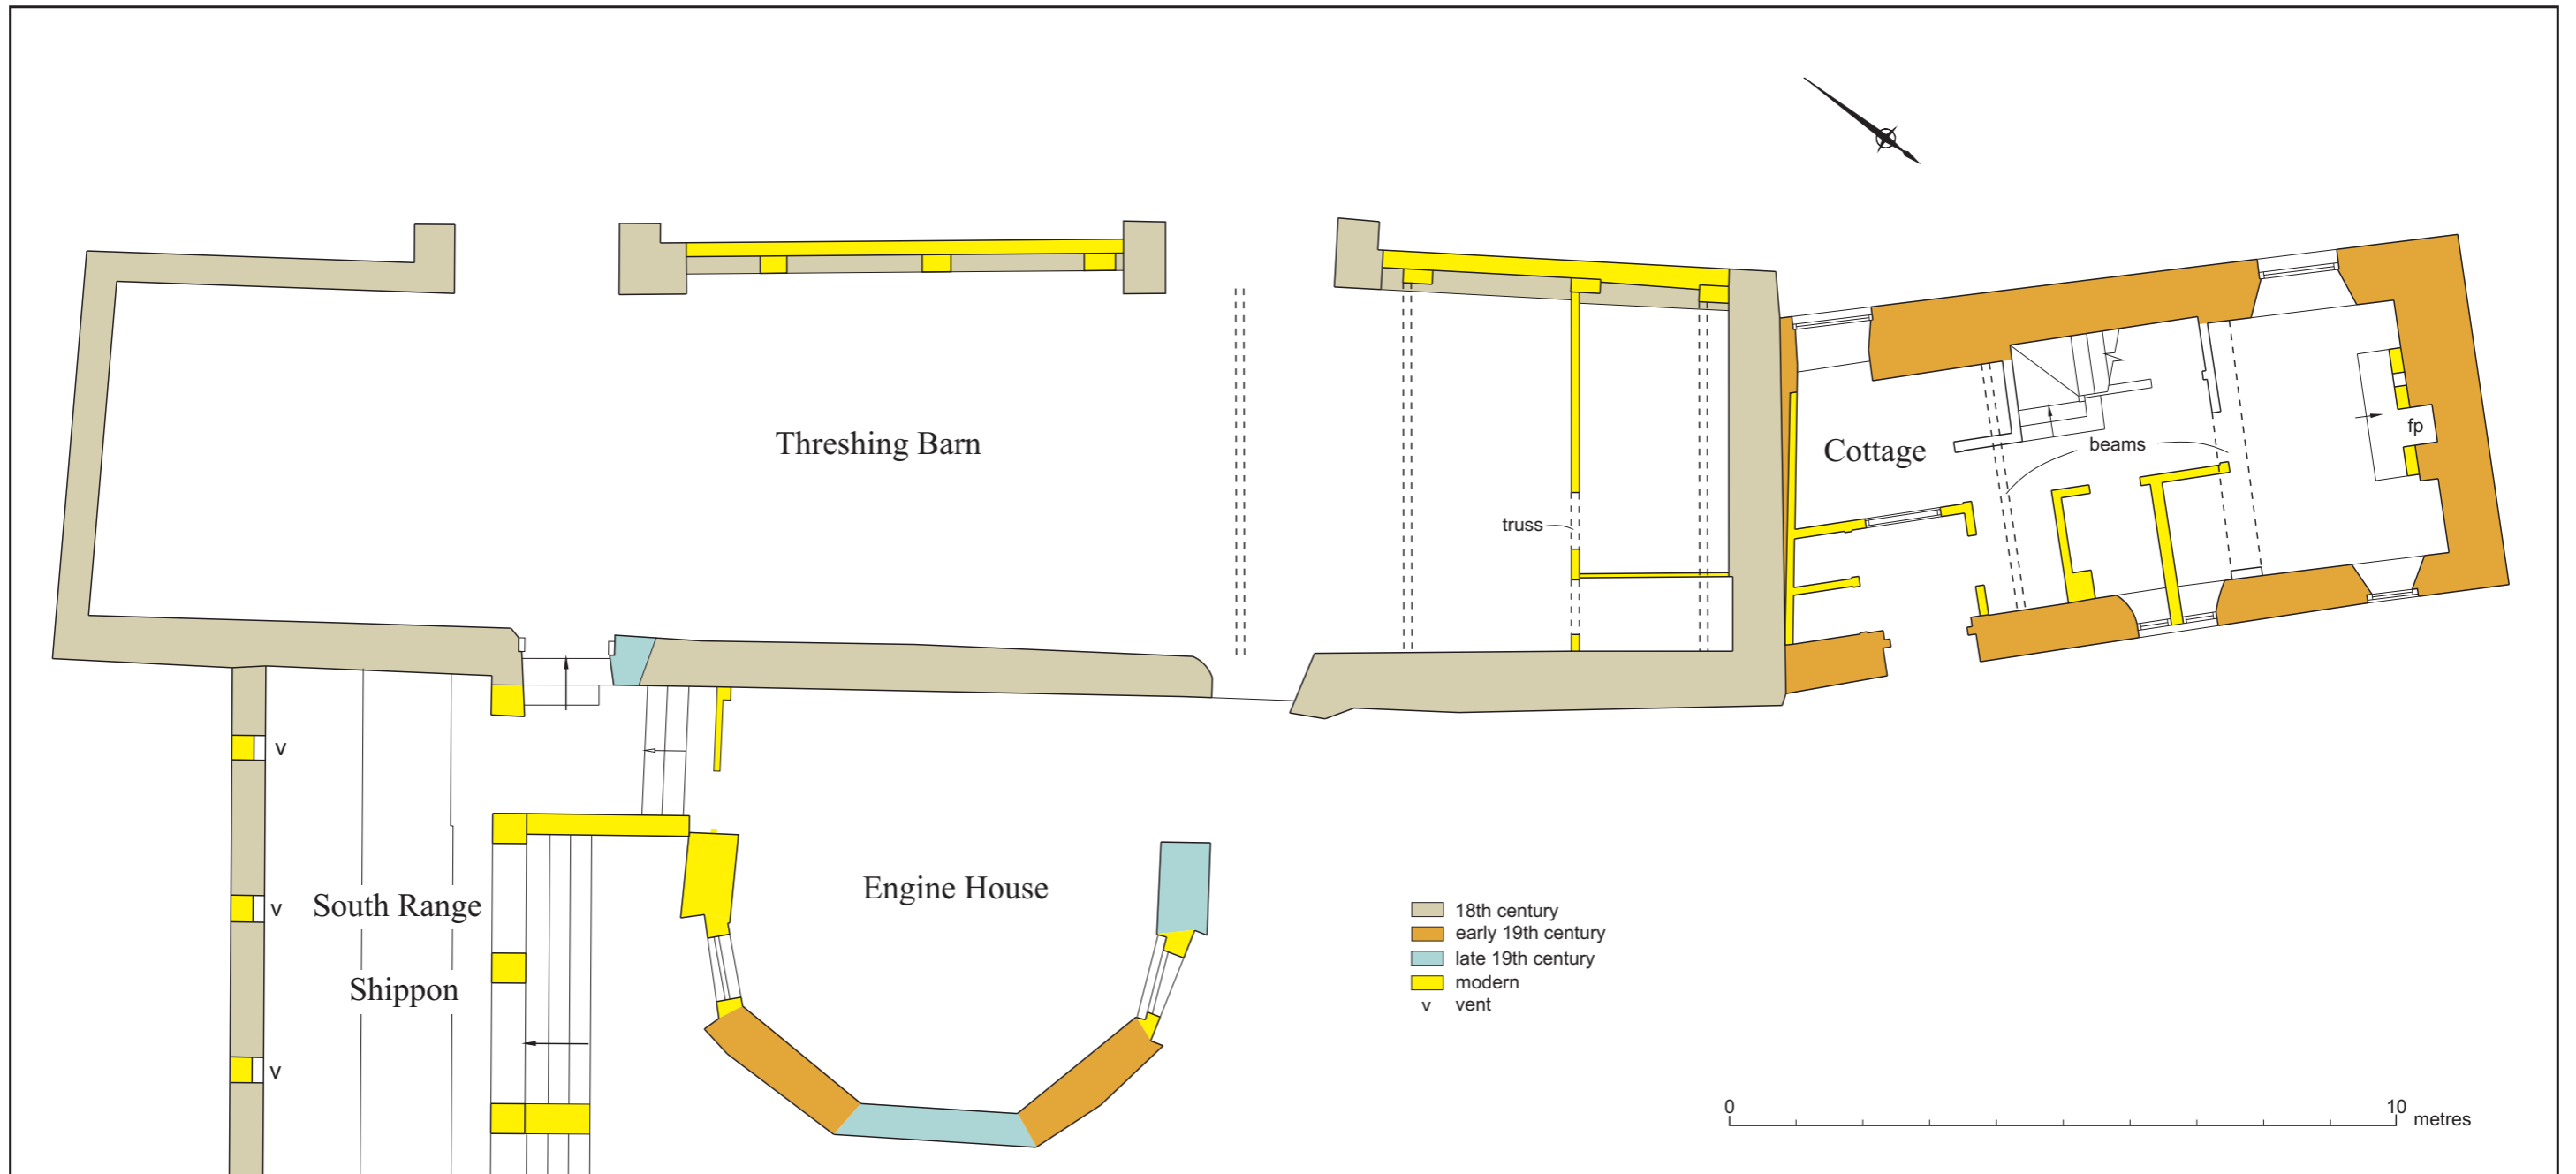 Threshing Barn
truss
Cottage
beams
fp
v
v
v
South Range
Shippon
Engine House
18th century
early 19th century
late 19th century
modern
v vent
0 10 metres